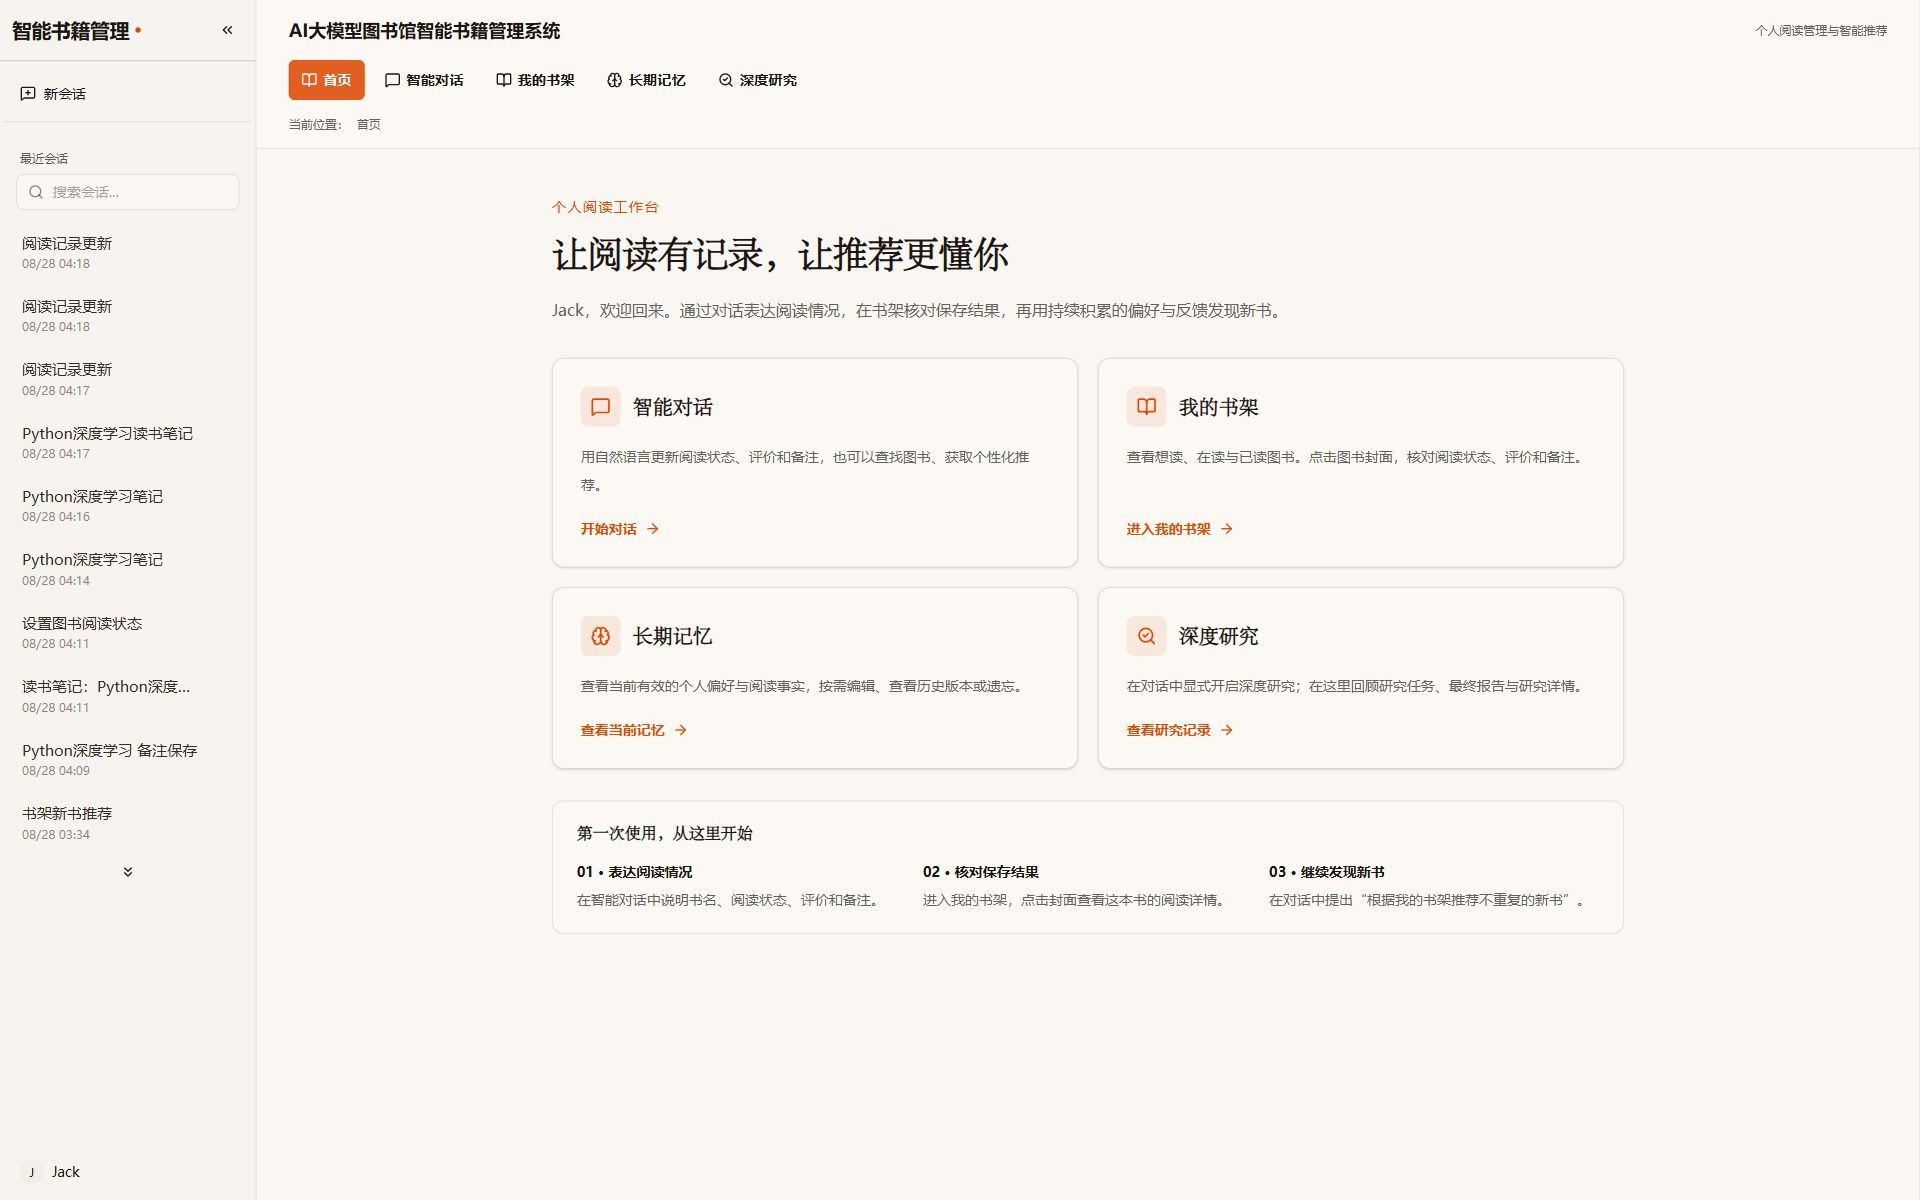 智能书籍管理
新会话
最近会话
搜索会话...
阅读记录更新
08/28 04:18
阅读记录更新
08/28 04:18
阅读记录更新
08/28 04:17
Python深度学习读书笔记
08/28 04:17
Python深度学习笔记
08/28 04:16
Python深度学习笔记
08/28 04:14
设置图书阅读状态
08/28 04:11
读书笔记：Python深度...
08/28 04:11
Python深度学习 备注保存
08/28 04:09
书架新书推荐
08/28 03:34
J Jack
AI大模型图书馆智能书籍管理系统
个人阅读管理与智能推荐
首页 智能对话 我的书架 长期记忆 深度研究
当前位置： 首页
个人阅读工作台
让阅读有记录，让推荐更懂你
Jack，欢迎回来。通过对话表达阅读情况，在书架核对保存结果，再用持续积累的偏好与反馈发现新书。
智能对话
用自然语言更新阅读状态、评价和备注，也可以查找图书、获取个性化推
荐。
开始对话 →
我的书架
查看想读、在读与已读图书。点击图书封面，核对阅读状态、评价和备注。
进入我的书架 →
长期记忆
查看当前有效的个人偏好与阅读事实，按需编辑、查看历史版本或遗忘。
查看当前记忆 →
深度研究
在对话中显式开启深度研究；在这里回顾研究任务、最终报告与研究详情。
查看研究记录 →
第一次使用，从这里开始
01 • 表达阅读情况
在智能对话中说明书名、阅读状态、评价和备注。
02 • 核对保存结果
进入我的书架，点击封面查看这本书的阅读详情。
03 • 继续发现新书
在对话中提出“根据我的书架推荐不重复的新书”。